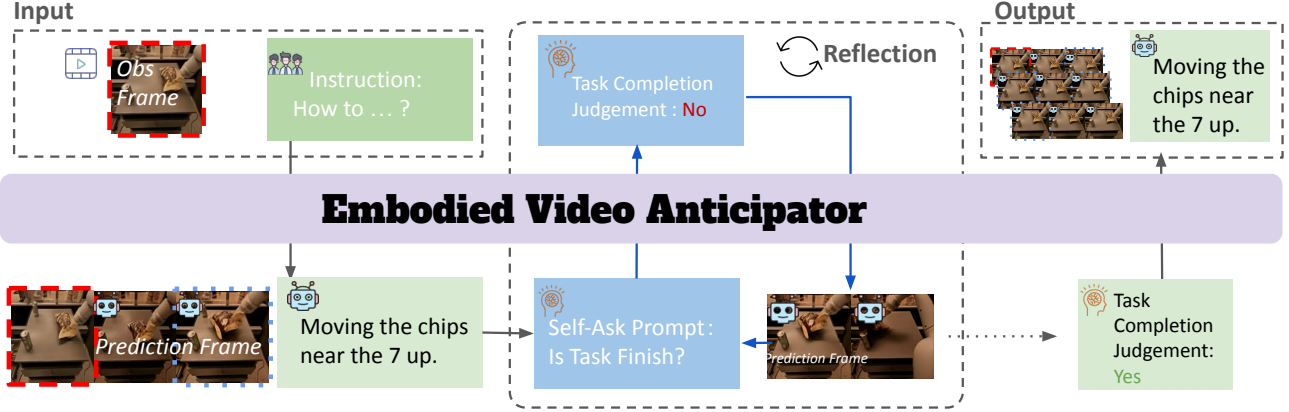 Input
Obs
Frame
Instruction:
How to ... ?
Task Completion
Judgement : No
Reflection
Output
Moving the
chips near
the 7 up.
Embodied Video Anticipator
Prediction Frame
Moving the chips
near the 7 up.
Self-Ask Prompt :
Is Task Finish?
Prediction Frame
Task
Completion
Judgement:
Yes